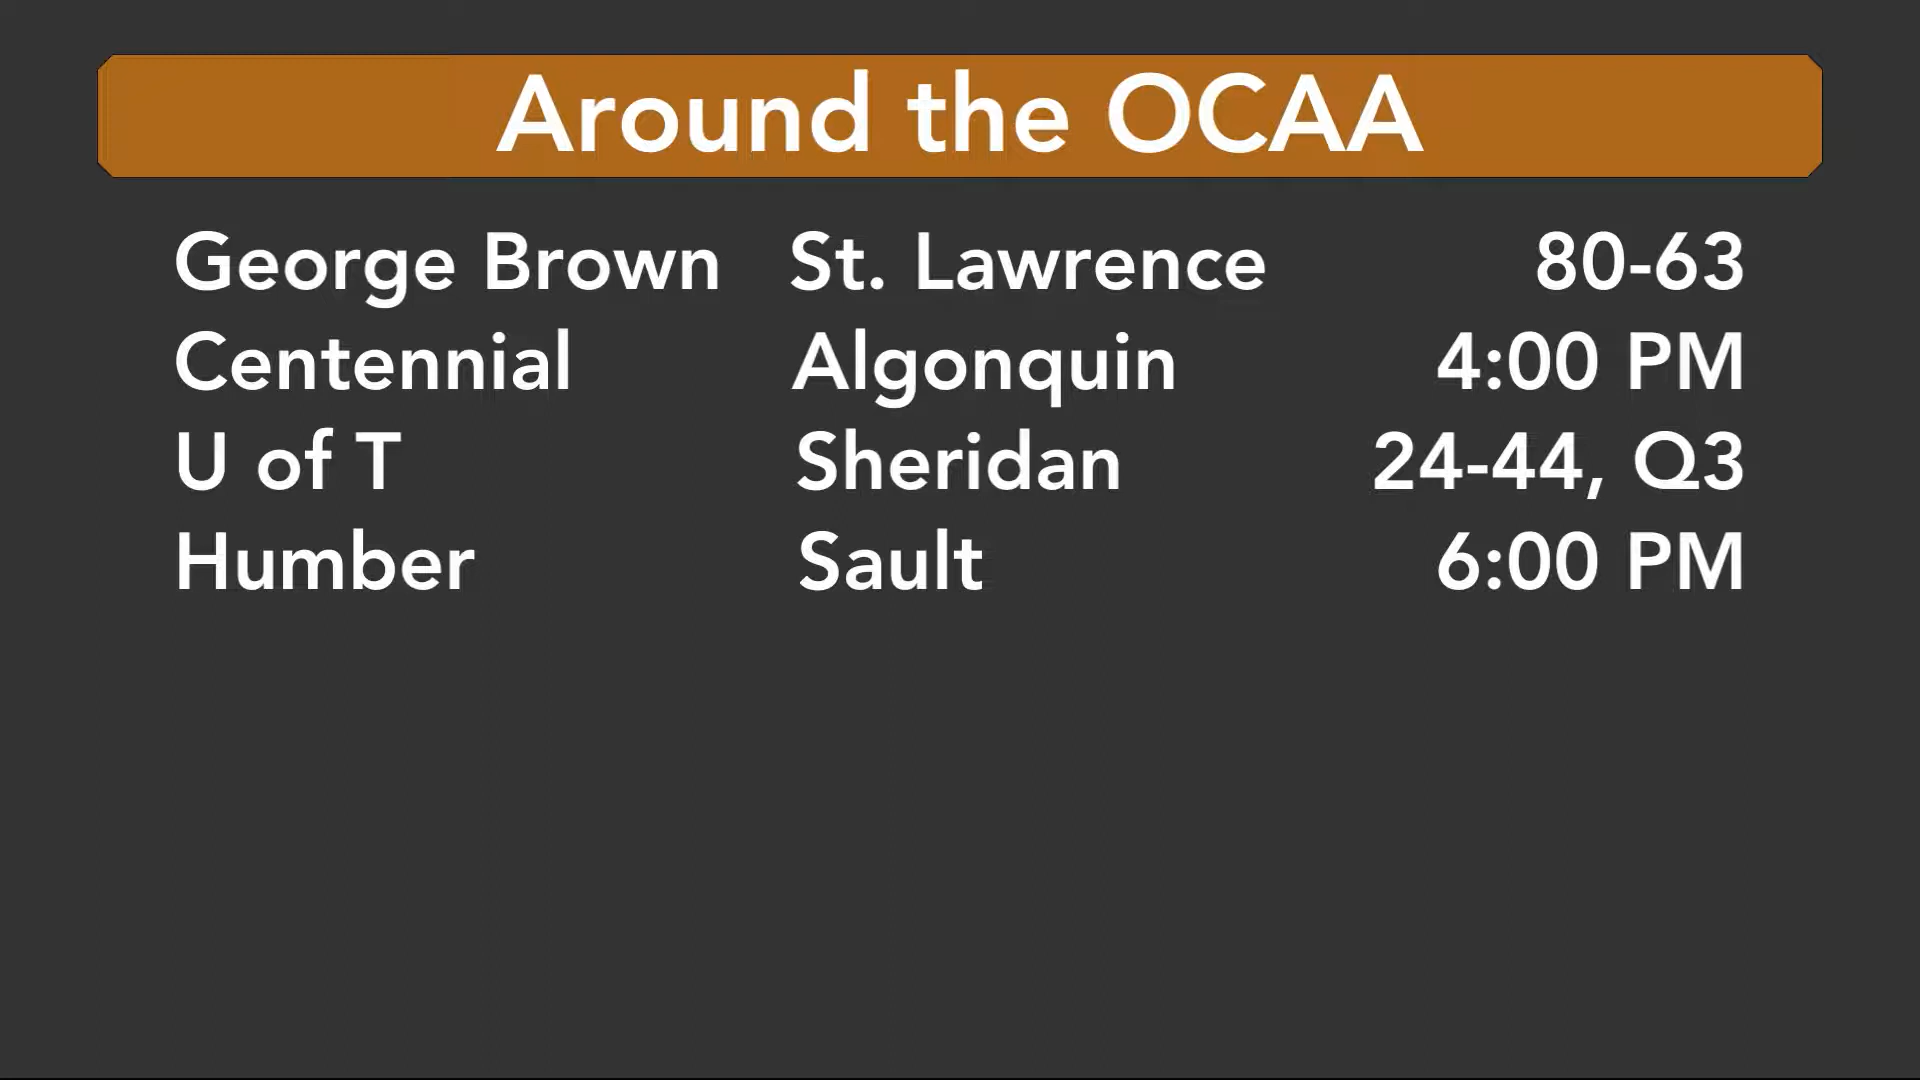 Around the OCAA
George Brown St. Lawrence 80-63
Centennial Algonquin 4:00 PM
U of T Sheridan 24-44, Q3
Humber Sault 6:00 PM